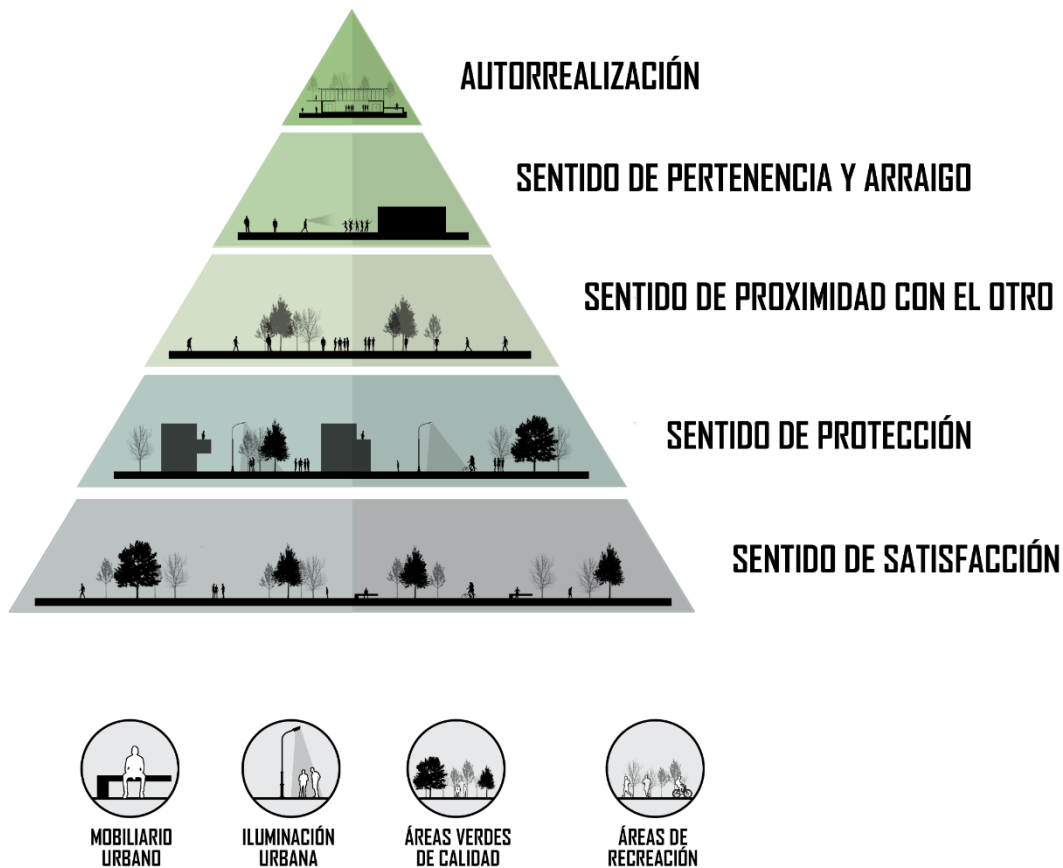 AUTORREALIZACIÓN
SENTIDO DE PERTENENCIA Y ARRAIGO
SENTIDO DE PROXIMIDAD CON EL OTRO
SENTIDO DE PROTECCIÓN
SENTIDO DE SATISFACCIÓN
MOBILIARIO
URBANO
ILUMINACIÓN
URBANA
ÁREAS VERDES
DE CALIDAD
ÁREAS DE
RECREACIÓN